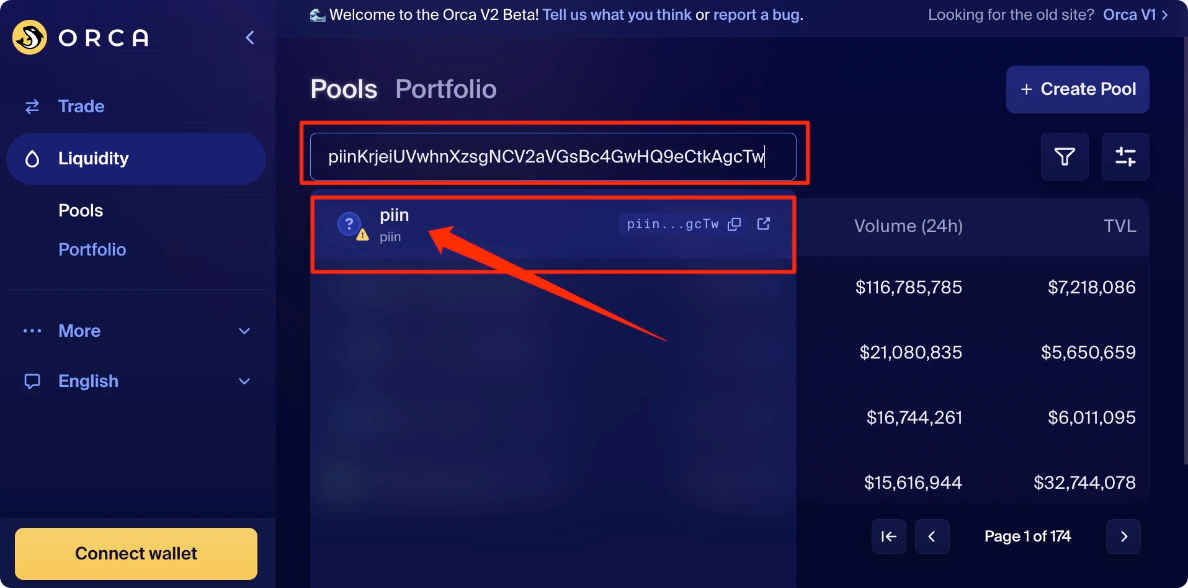 🌊 Welcome to the Orca V2 Beta! Tell us what you think or report a bug.
Looking for the old site? Orca V1 >
ORCA
Trade
Liquidity
Pools
Portfolio
More
English
Connect wallet
Pools Portfolio
+ Create Pool
piinKrjeiUVwhnXzsgNCV2aVGsBc4GwHQ9eCtkAgcTw
?
piin
piin
piin...gcTw
Volume (24h) TVL
$116,785,785 $7,218,086
$21,080,835 $5,650,659
$16,744,261 $6,011,095
$15,616,944 $32,744,078
Page 1 of 174